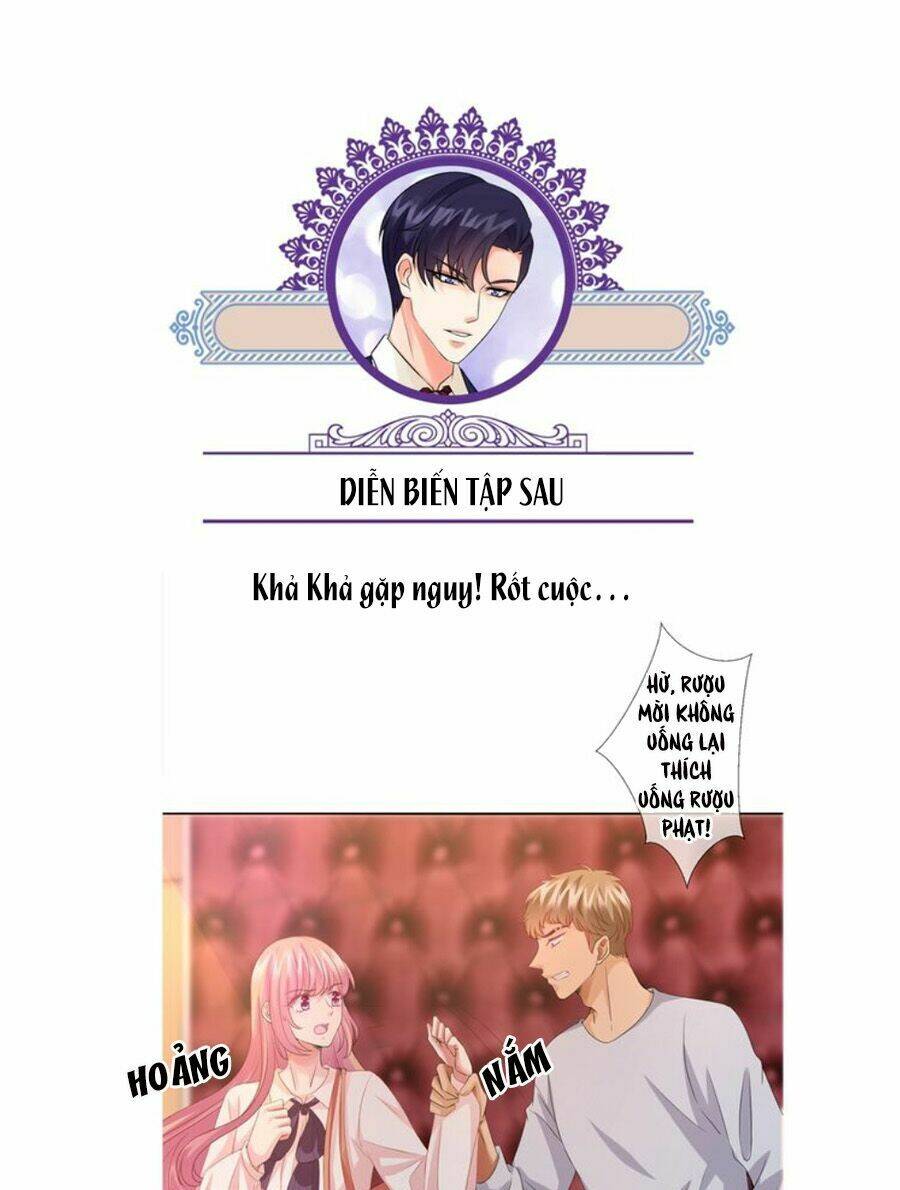 DIỄN BIẾN TẬP SAU
Khả Khả gặp nguy! Rốt cuộc...
HỪ, RƯỢU
MỜI KHÔNG
UỐNG LẠI
THÍCH
UỐNG RƯỢU
PHẠT!
HOẢNG
NẮM